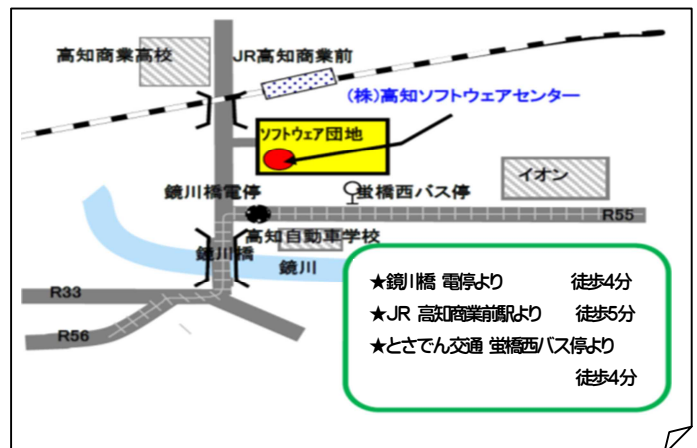 高知商業高校
JR高知商業前
(株)高知ソフトウェアセンター
ソフトウェア団地
イオン
鏡川橋電停
蛍橋西バス停
R55
高知自動車学校
鏡川橋
鏡川
R33
R56
★鏡川橋 電停より 徒歩4分
★JR 高知商業前駅より 徒歩5分
★とさでん交通 蛍橋西バス停より
徒歩4分